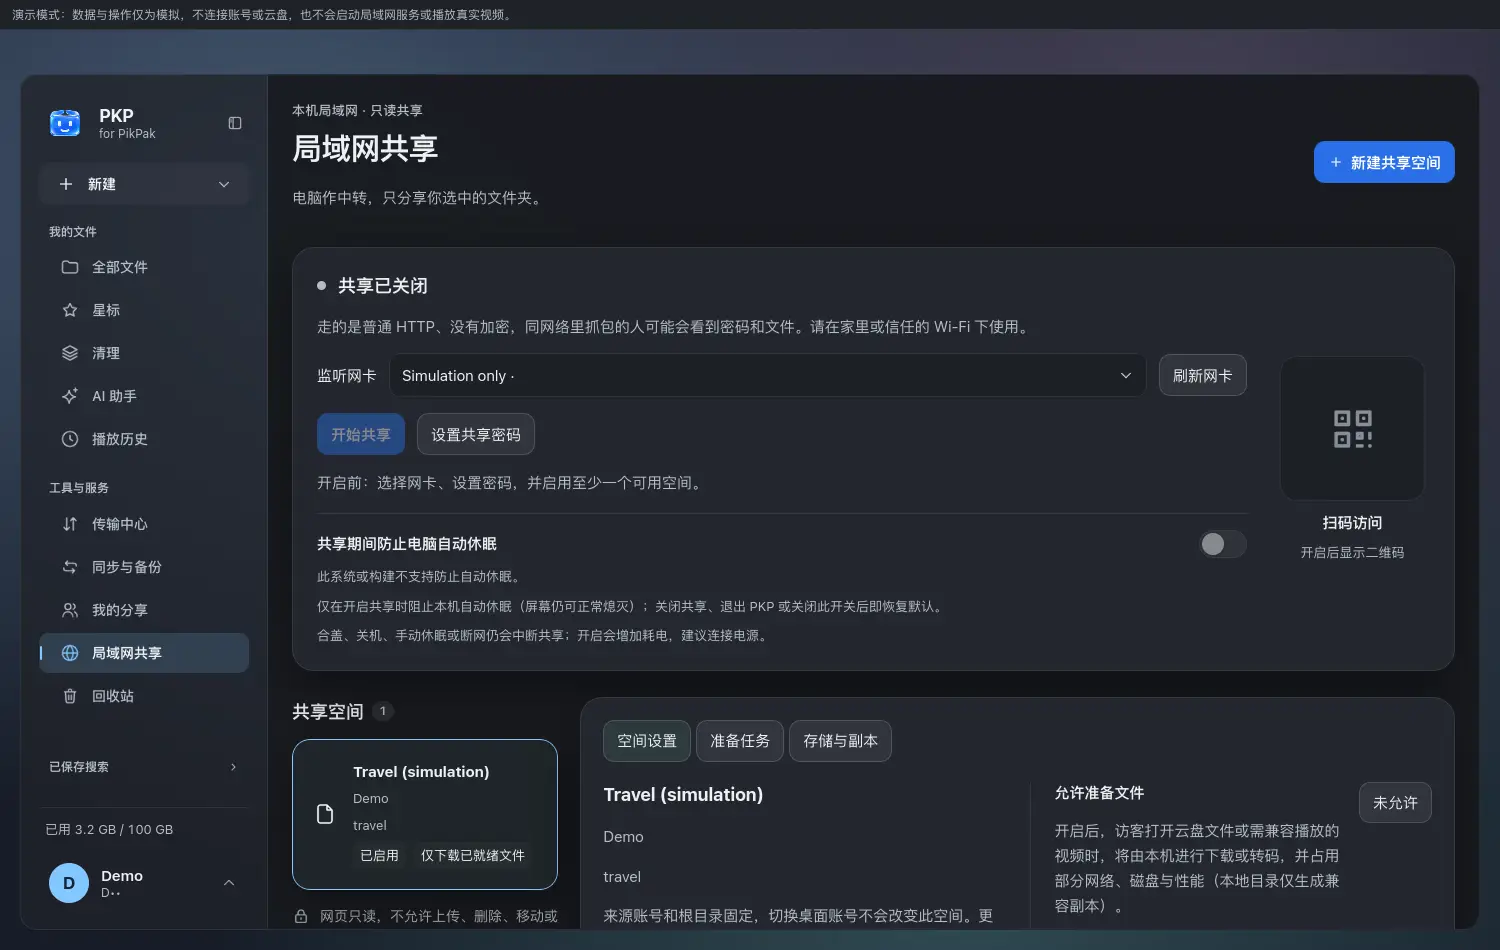 演示模式：数据与操作仅为模拟，不连接账号或云盘，也不会启动局域网服务或播放真实视频。
PKP
for PikPak
新建
我的文件
全部文件
星标
清理
AI 助手
播放历史
工具与服务
传输中心
同步与备份
我的分享
局域网共享
回收站
已保存搜索
已用 3.2 GB / 100 GB
D
Demo
D••
本机局域网 · 只读共享
局域网共享
电脑作中转，只分享你选中的文件夹。
新建共享空间
共享已关闭
走的是普通 HTTP、没有加密，同网络里抓包的人可能会看到密码和文件。请在家里或信任的 Wi-Fi 下使用。
监听网卡
Simulation only ·
刷新网卡
开始共享
设置共享密码
开启前：选择网卡、设置密码，并启用至少一个可用空间。
共享期间防止电脑自动休眠
此系统或构建不支持防止自动休眠。
仅在开启共享时阻止本机自动休眠（屏幕仍可正常熄灭）；关闭共享、退出 PKP 或关闭此开关后即恢复默认。
合盖、关机、手动休眠或断网仍会中断共享；开启会增加耗电，建议连接电源。
扫码访问
开启后显示二维码
共享空间 1
Travel (simulation)
Demo
travel
已启用 仅下载已就绪文件
网页只读，不允许上传、删除、移动或
空间设置
准备任务
存储与副本
Travel (simulation)
Demo
travel
来源账号和根目录固定，切换桌面账号不会改变此空间。更
允许准备文件
开启后，访客打开云盘文件或需兼容播放的
视频时，将由本机进行下载或转码，并占用
部分网络、磁盘与性能（本地目录仅生成兼
容副本）。
未允许